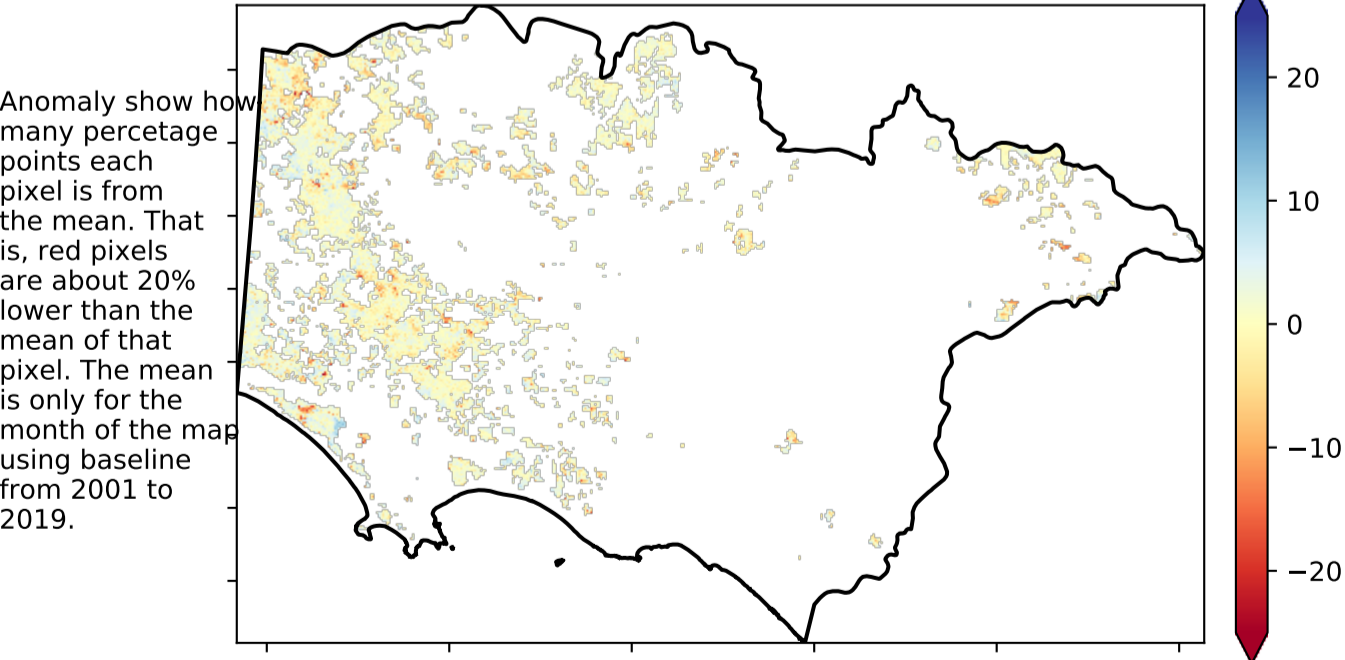 Anomaly show how
many percetage
points each
pixel is from
the mean. That
is, red pixels
are about 20%
lower than the
mean of that
pixel. The mean
is only for the
month of the map
using baseline
from 2001 to
2019.
20
10
0
−10
−20